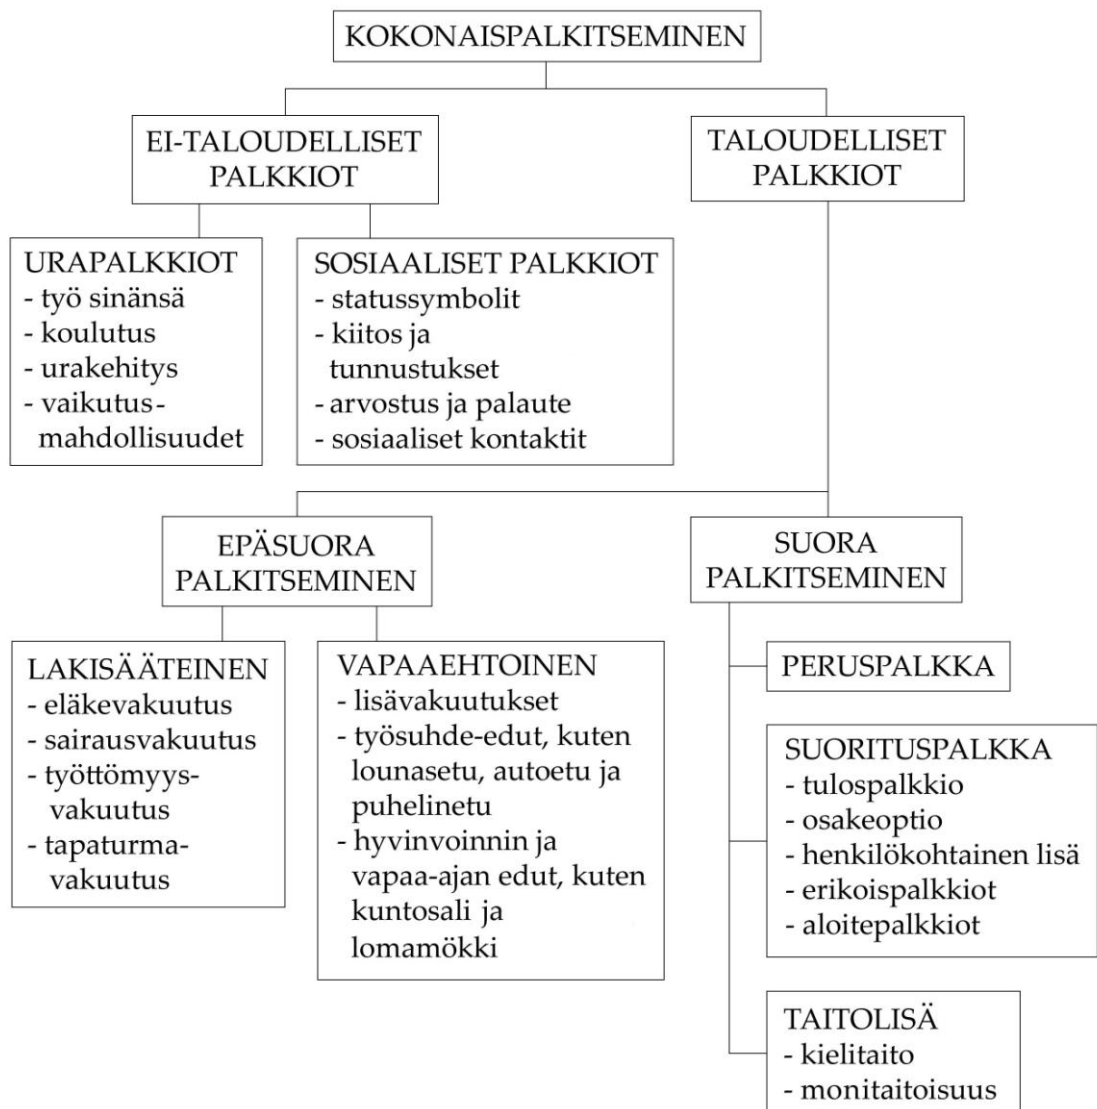 KOKONAISPALKITSEMINEN
EI-TALOUDELLISET
PALKKIOT
TALOUDELLISET
PALKKIOT
URAPALKKIOT
- työ sinänsä
- koulutus
- urakehitys
- vaikutus-
mahdollisuudet
SOSIAALISET PALKKIOT
- statussymbolit
- kiitos ja
tunnustukset
- arvostus ja palaute
- sosiaaliset kontaktit
EPÄSUORA
PALKITSEMINEN
SUORA
PALKITSEMINEN
LAKISÄÄTEINEN
- eläkevakuutus
- sairausvakuutus
- työttömyys-
vakuutus
- tapaturma-
vakuutus
VAPAAEHTOINEN
- lisävakuutukset
- työsuhde-edut, kuten
lounasetu, autoetu ja
puhelinetu
- hyvinvoinnin ja
vapaa-ajan edut, kuten
kuntosali ja
lomamökki
PERUSPALKKA
SUORITUSPALKKA
- tulospalkkio
- osakeoptio
- henkilökohtainen lisä
- erikoispalkkiot
- aloitepalkkiot
TAITOLISÄ
- kielitaito
- monitaitoisuus